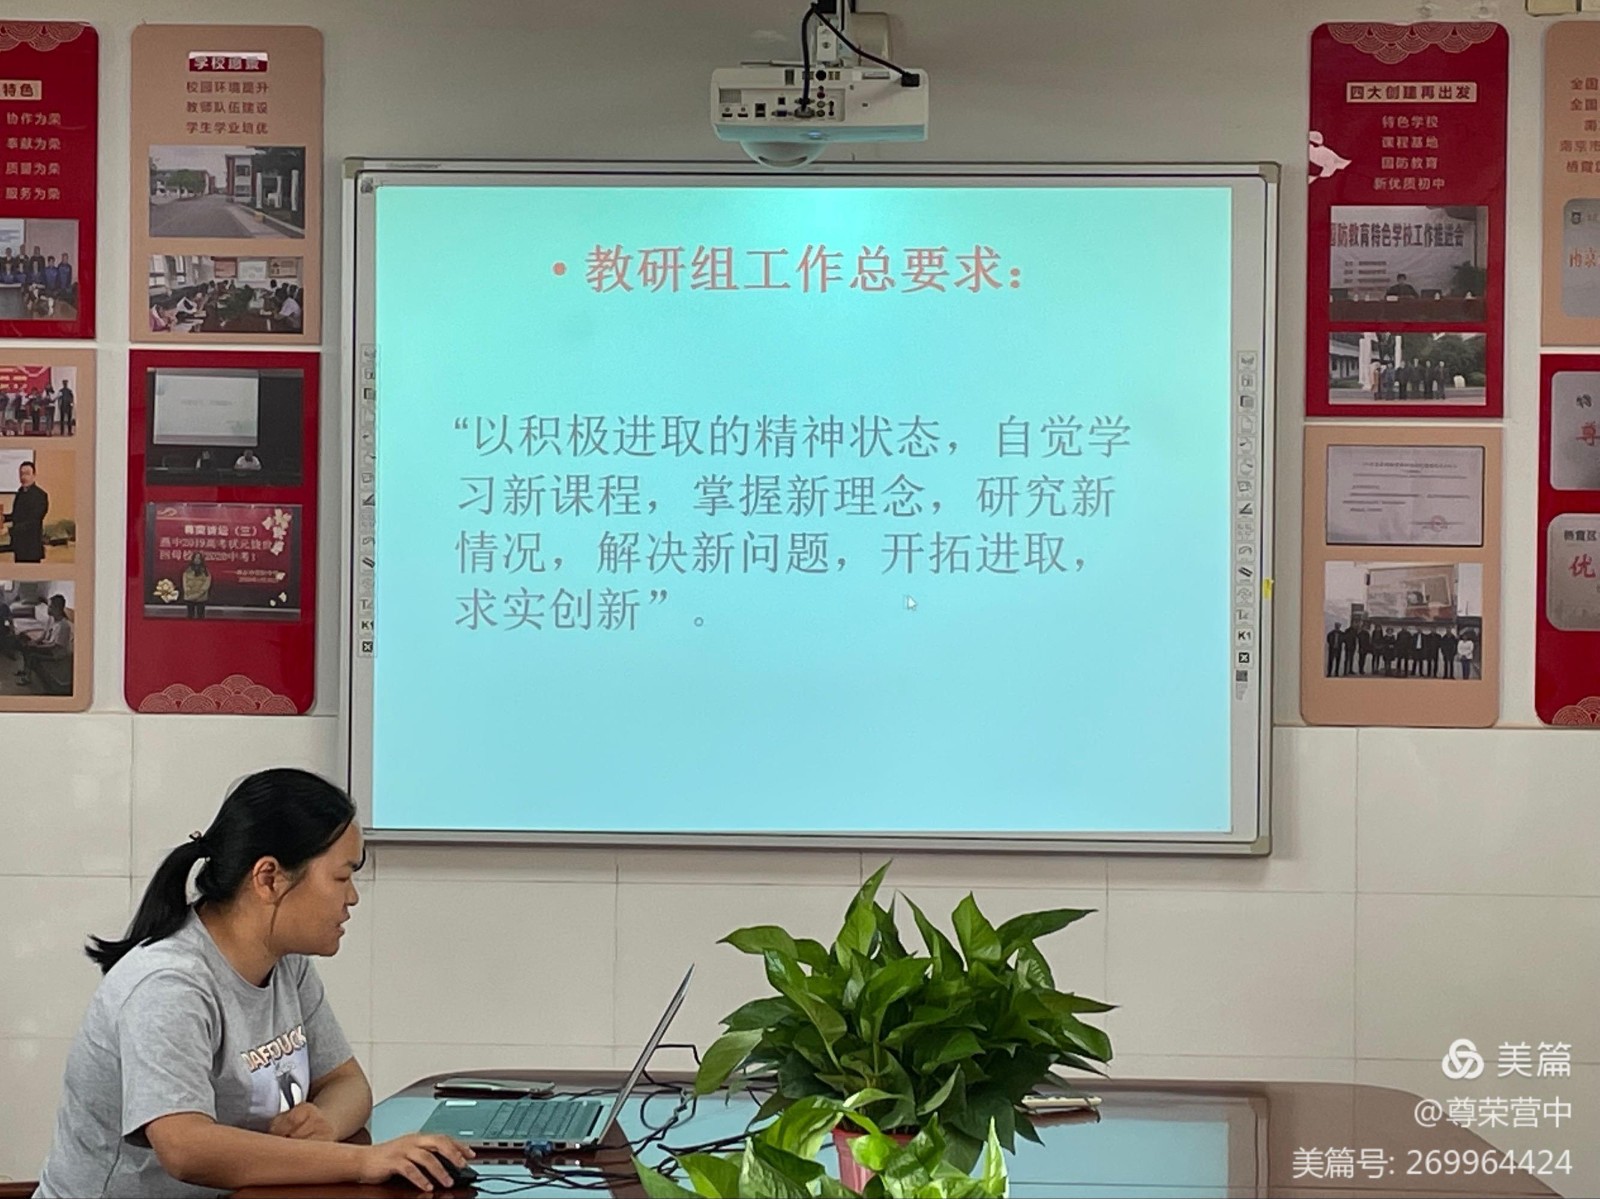 特色
协作为荣
奉献为荣
质量为荣
服务为荣
学校愿景
校园环境提升
教师队伍建设
学生学业培优
• 教研组工作总要求：
“以积极进取的精神状态，自觉学
习新课程，掌握新理念，研究新
情况，解决新问题，开拓进取，
求实创新”。
K1
K1
四大创建再出发
特色学校
课程基地
国防教育
新优质初中
国防教育特色学校工作推进会
全国
全国
优
美篇
@尊荣营中
美篇号: 269964424